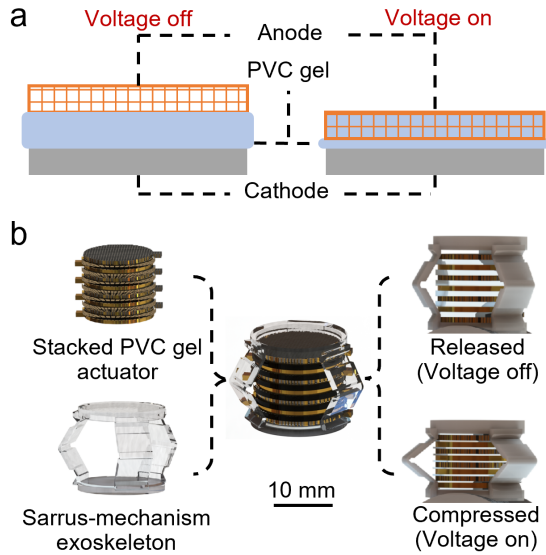 a
Voltage off
Voltage on
Anode
PVC gel
Cathode
b
Stacked PVC gel
actuator
Released
(Voltage off)
10 mm
Sarrus-mechanism
exoskeleton
Compressed
(Voltage on)